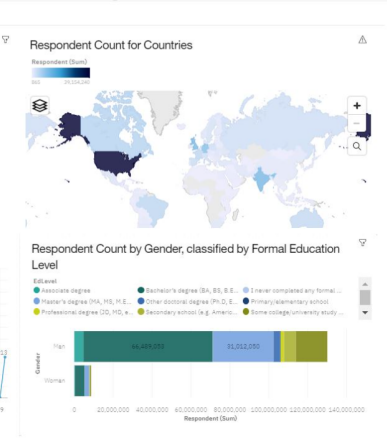 Respondent Count for Countries
Respondent (Sum)
EdLevel
Respondent Count by Gender, classified by Formal Education
Level
Associate degree
Bachelor's degree (BA, BS, B.E...
I never completed any formal ...
Master's degree (MA, MS, M.E...
Other doctoral degree (Ph.D, E...
Primary/elementary school
Professional degree (JD, MD, e...
Secondary school (e.g. Americ...
Some college/university study ...
Gender
Man
31,012,050
Woman
0
20,000,000
40,000,000
60,000,000
80,000,000
100,000,000
120,000,000
140,000,000
Respondent (Sum)